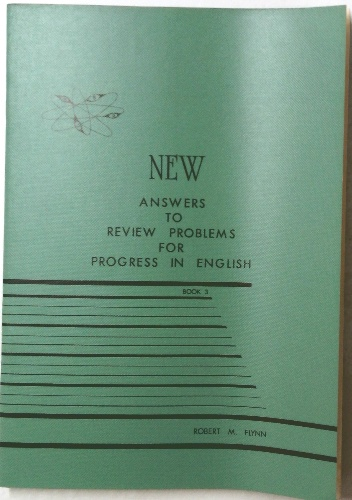 NEW
ANSWERS
TO
REVIEW PROBLEMS
FOR
PROGRESS IN ENGLISH
BOOK 3
ROBERT M. FLYNN